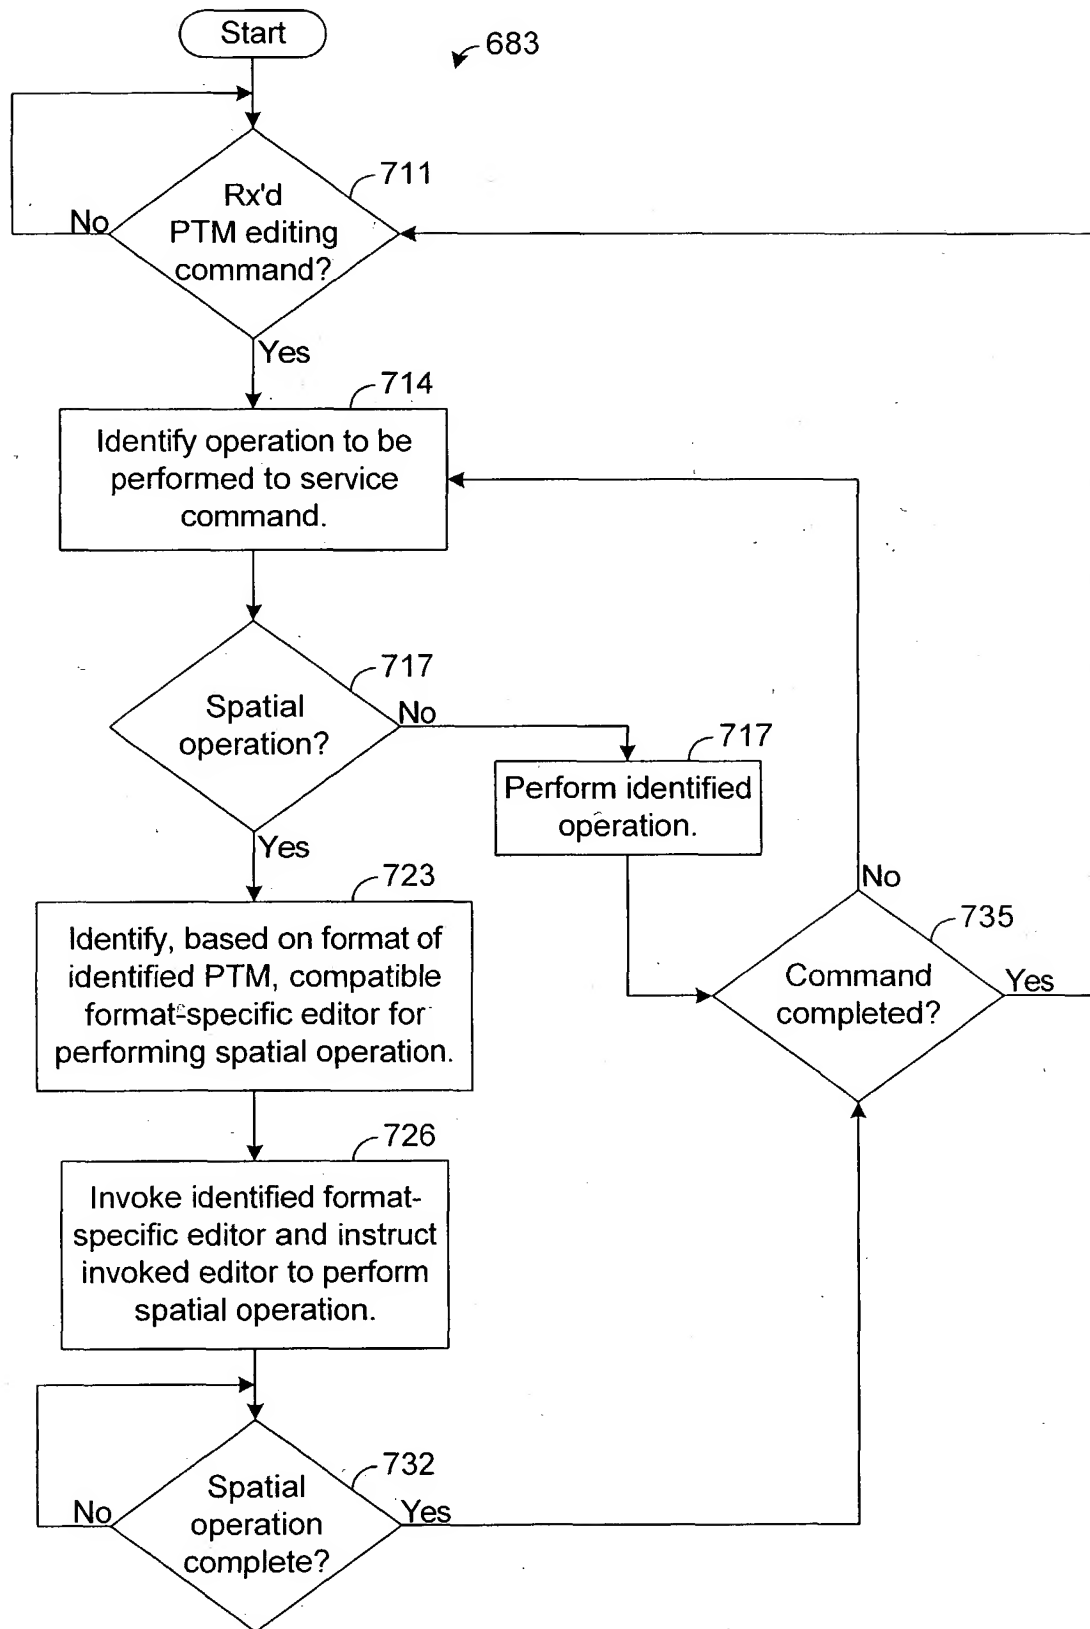 Start
683
711
Rx'd
PTM editing
command?
No
Yes
714
Identify operation to be
performed to service
command.
717
Spatial
operation?
No
717
Perform identified
operation.
Yes
723
Identify, based on format of
identified PTM, compatible
format-specific editor for
performing spatial operation.
No
735
Command
completed?
Yes
726
Invoke identified format-
specific editor and instruct
invoked editor to perform
spatial operation.
732
Spatial
operation
complete?
No
Yes